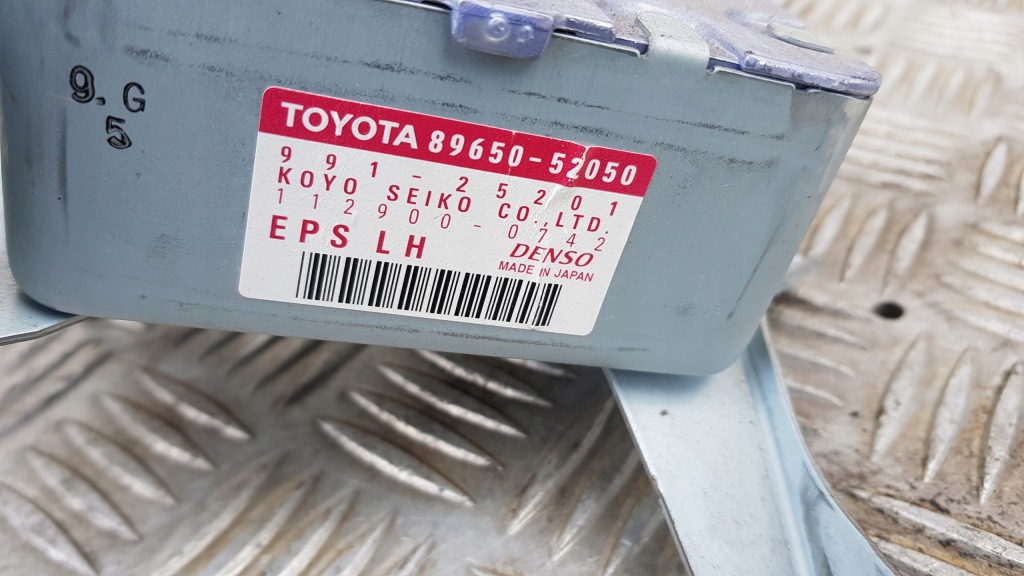 9. G
5
TOYOTA 89650-52050
991-25201
KOYO SEIKO CO.,LTD.
112900-0742
EPS LH
DENSO
MADE IN JAPAN